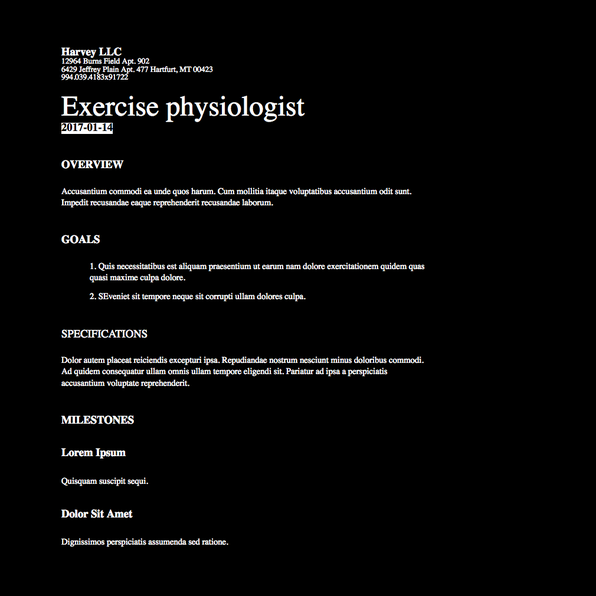 Harvey LLC
12964 Burns Field Apt. 902
6429 Jeffrey Plain Apt. 477 Hartfurt, MT 00423
994.039.4183x91722
Exercise physiologist
2017-01-14
OVERVIEW
Accusantium commodi ea unde quos harum. Cum mollitia itaque voluptatibus accusantium odit sunt.
Impedit recusandae eaque reprehenderit recusandae laborum.
GOALS
1. Quis necessitatibus est aliquam praesentium ut earum nam dolore exercitationem quidem quas
quasi maxime culpa dolore.
2. SEveniet sit tempore neque sit corrupti ullam dolores culpa.
SPECIFICATIONS
Dolor autem placeat reiciendis excepturi ipsa. Repudiandae nostrum nesciunt minus doloribus commodi.
Ad quidem consequatur ullam omnis ullam tempore eligendi sit. Pariatur ad ipsa a perspiciatis
accusantium voluptate reprehenderit.
MILESTONES
Lorem Ipsum
Quisquam suscipit sequi.
Dolor Sit Amet
Dignissimos perspiciatis assumenda sed ratione.